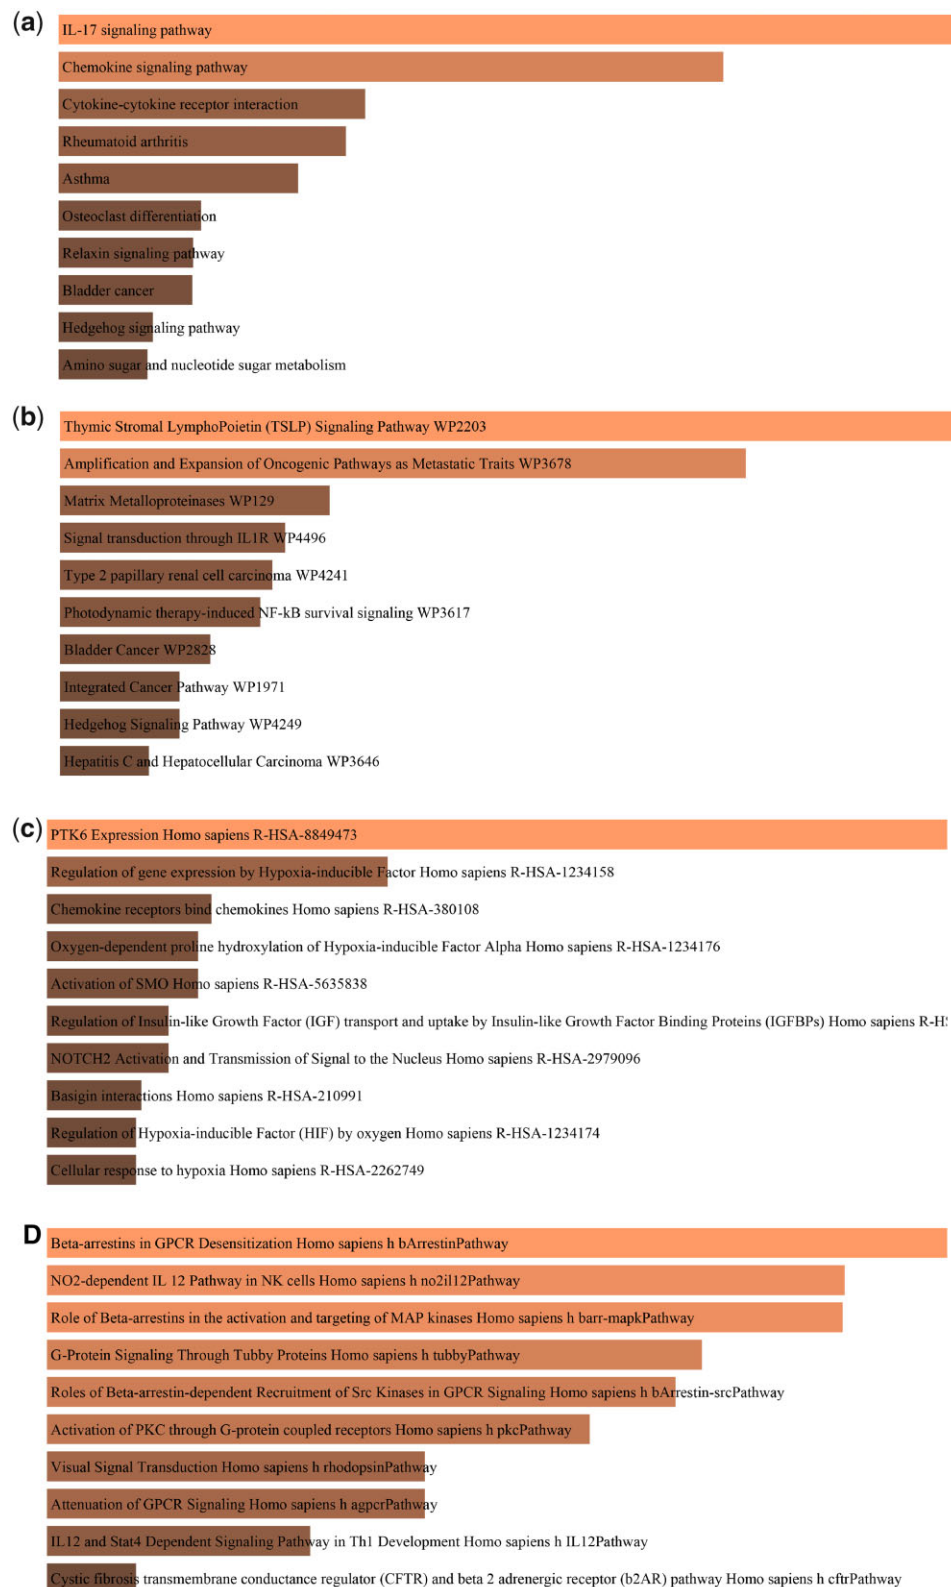 (a)
IL-17 signaling pathway
Chemokine signaling pathway
Cytokine-cytokine receptor interaction
Rheumatoid arthritis
Asthma
Osteoclast differentiation
Relaxin signaling pathway
Bladder cancer
Hedgehog signaling pathway
Amino sugar and nucleotide sugar metabolism
(b)
Thymic Stromal LymphoPoietin (TSLP) Signaling Pathway WP2203
Amplification and Expansion of Oncogenic Pathways as Metastatic Traits WP3678
Matrix Metalloproteinases WP129
Signal transduction through IL1R WP4496
Type 2 papillary renal cell carcinoma WP4241
Photodynamic therapy-induced NF-kB survival signaling WP3617
Bladder Cancer WP2828
Integrated Cancer Pathway WP1971
Hedgehog Signaling Pathway WP4249
Hepatitis C and Hepatocellular Carcinoma WP3646
(c)
PTK6 Expression Homo sapiens R-HSA-8849473
Regulation of gene expression by Hypoxia-inducible Factor Homo sapiens R-HSA-1234158
Chemokine receptors bind chemokines Homo sapiens R-HSA-380108
Oxygen-dependent proline hydroxylation of Hypoxia-inducible Factor Alpha Homo sapiens R-HSA-1234176
Activation of SMO Homo sapiens R-HSA-5635838
Regulation of Insulin-like Growth Factor (IGF) transport and uptake by Insulin-like Growth Factor Binding Proteins (IGFBPs) Homo sapiens
NOTCH2 Activation and Transmission of Signal to the Nucleus Homo sapiens R-HSA-2979096
Basigin interactions Homo sapiens R-HSA-210991
Regulation of Hypoxia-inducible Factor (HIF) by oxygen Homo sapiens R-HSA-1234174
Cellular response to hypoxia Homo sapiens R-HSA-2262749
D
Beta-arrestins in GPCR Desensitization Homo sapiens h bArrestinPathway
NO2-dependent IL 12 Pathway in NK cells Homo sapiens h no2il12Pathway
Role of Beta-arrestins in the activation and targeting of MAP kinases Homo sapiens h barr-mapkPathway
G-Protein Signaling Through Tubby Proteins Homo sapiens h tubbyPathway
Roles of Beta-arrestin-dependent Recruitment of Src Kinases in GPCR Signaling Homo sapiens h bArrestin-srcPathway
Activation of PKC through G-protein coupled receptors Homo sapiens h pkcPathway
Visual Signal Transduction Homo sapiens h rhodopsinPathway
Attenuation of GPCR Signaling Homo sapiens h agpcrPathway
IL12 and Stat4 Dependent Signaling Pathway in Th1 Development Homo sapiens h IL12Pathway
Cystic fibrosis transmembrane conductance regulator (CFTR) and beta 2 adrenergic receptor (b2AR) pathway Homo sapiens h cftrPathway